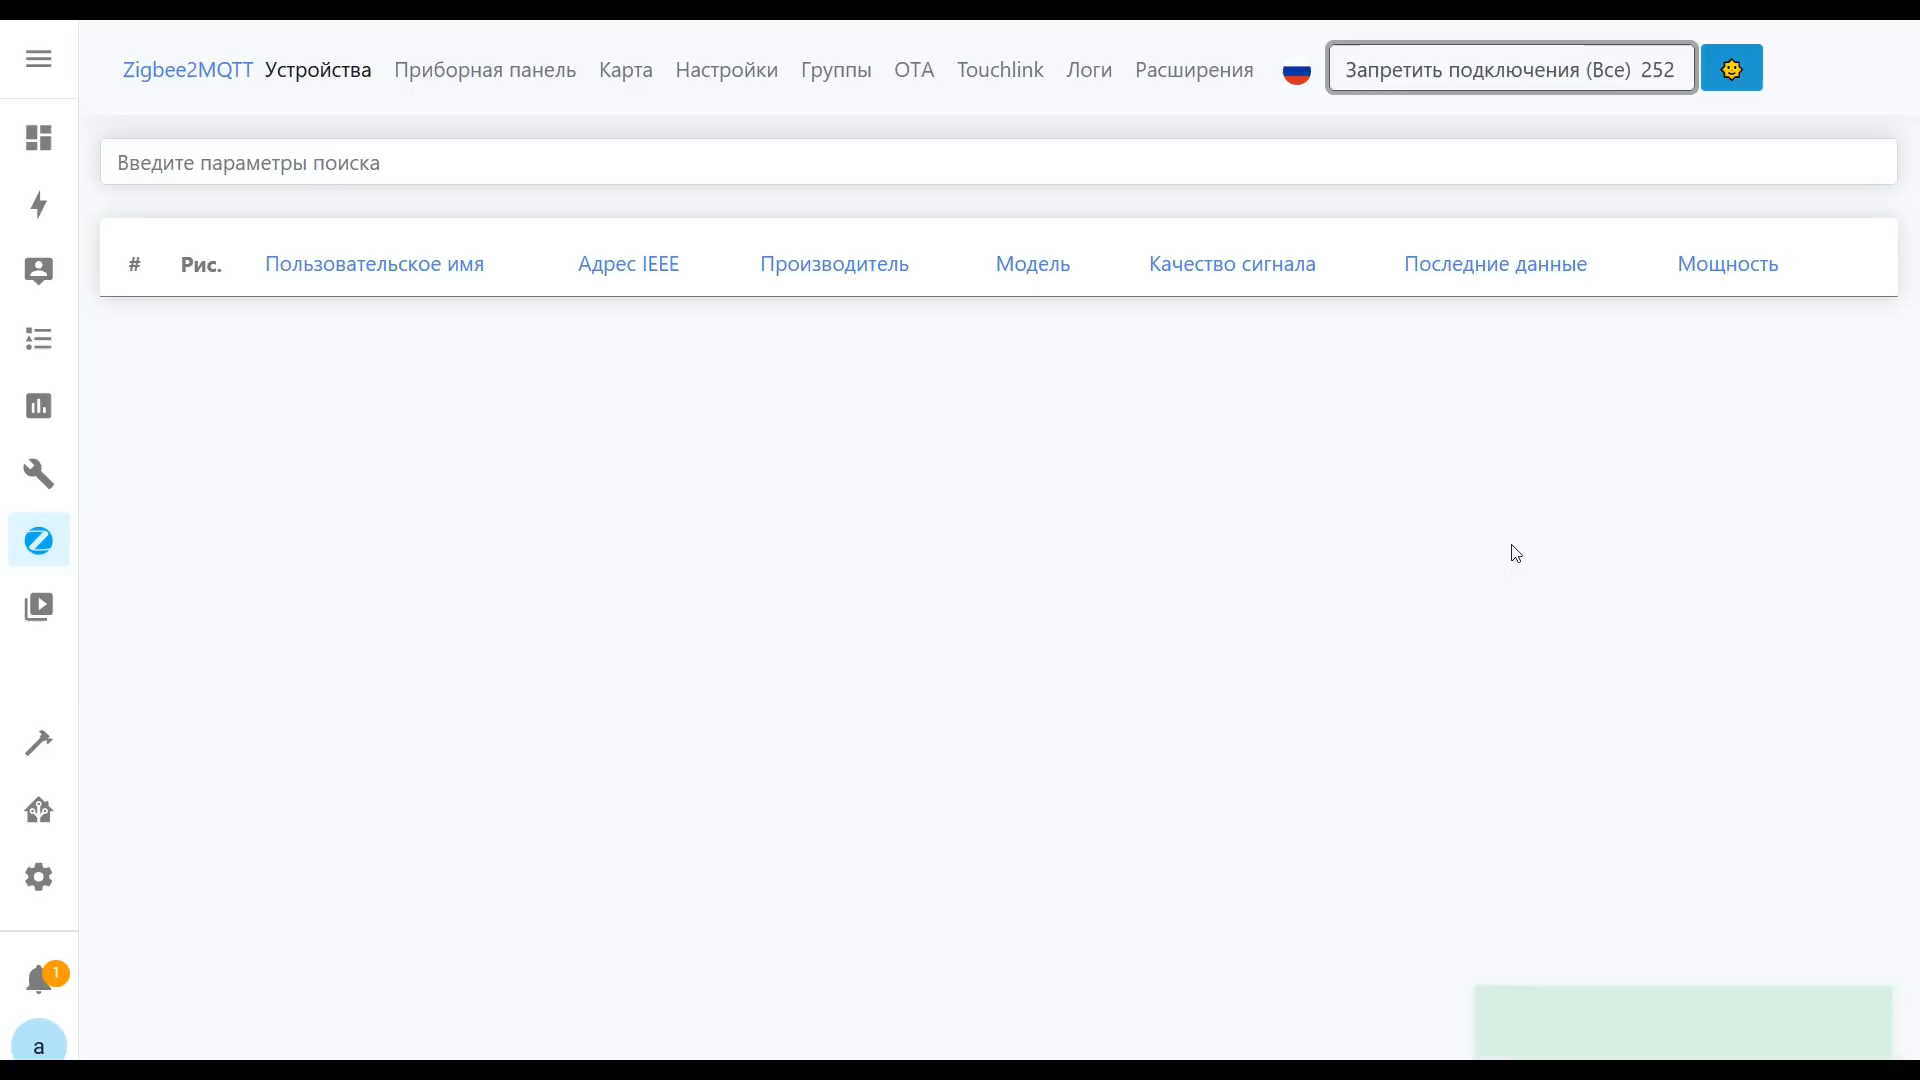 Zigbee2MQTT Устройства Приборная панель Карта Настройки Группы OTA Touchlink Логи Расширения Запретить подключения (Все) 252
Введите параметры поиска
# Рис. Пользовательское имя Адрес IEEE Производитель Модель Качество сигнала Последние данные Мощность
1
a